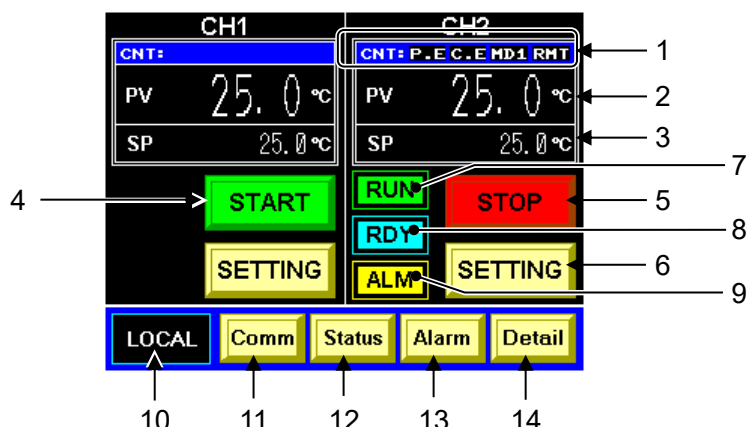 CH1
CH2
CNT:
CNT: P.E C.E MD1 RMT
1
PV 25.0 ℃
PV 25.0 ℃
2
SP 25.0 ℃
SP 25.0 ℃
3
7
4
START
RUN
STOP
5
RDY
8
SETTING
ALM
SETTING
6
9
LOCAL
Comm
Status
Alarm
Detail
10
11
12
13
14